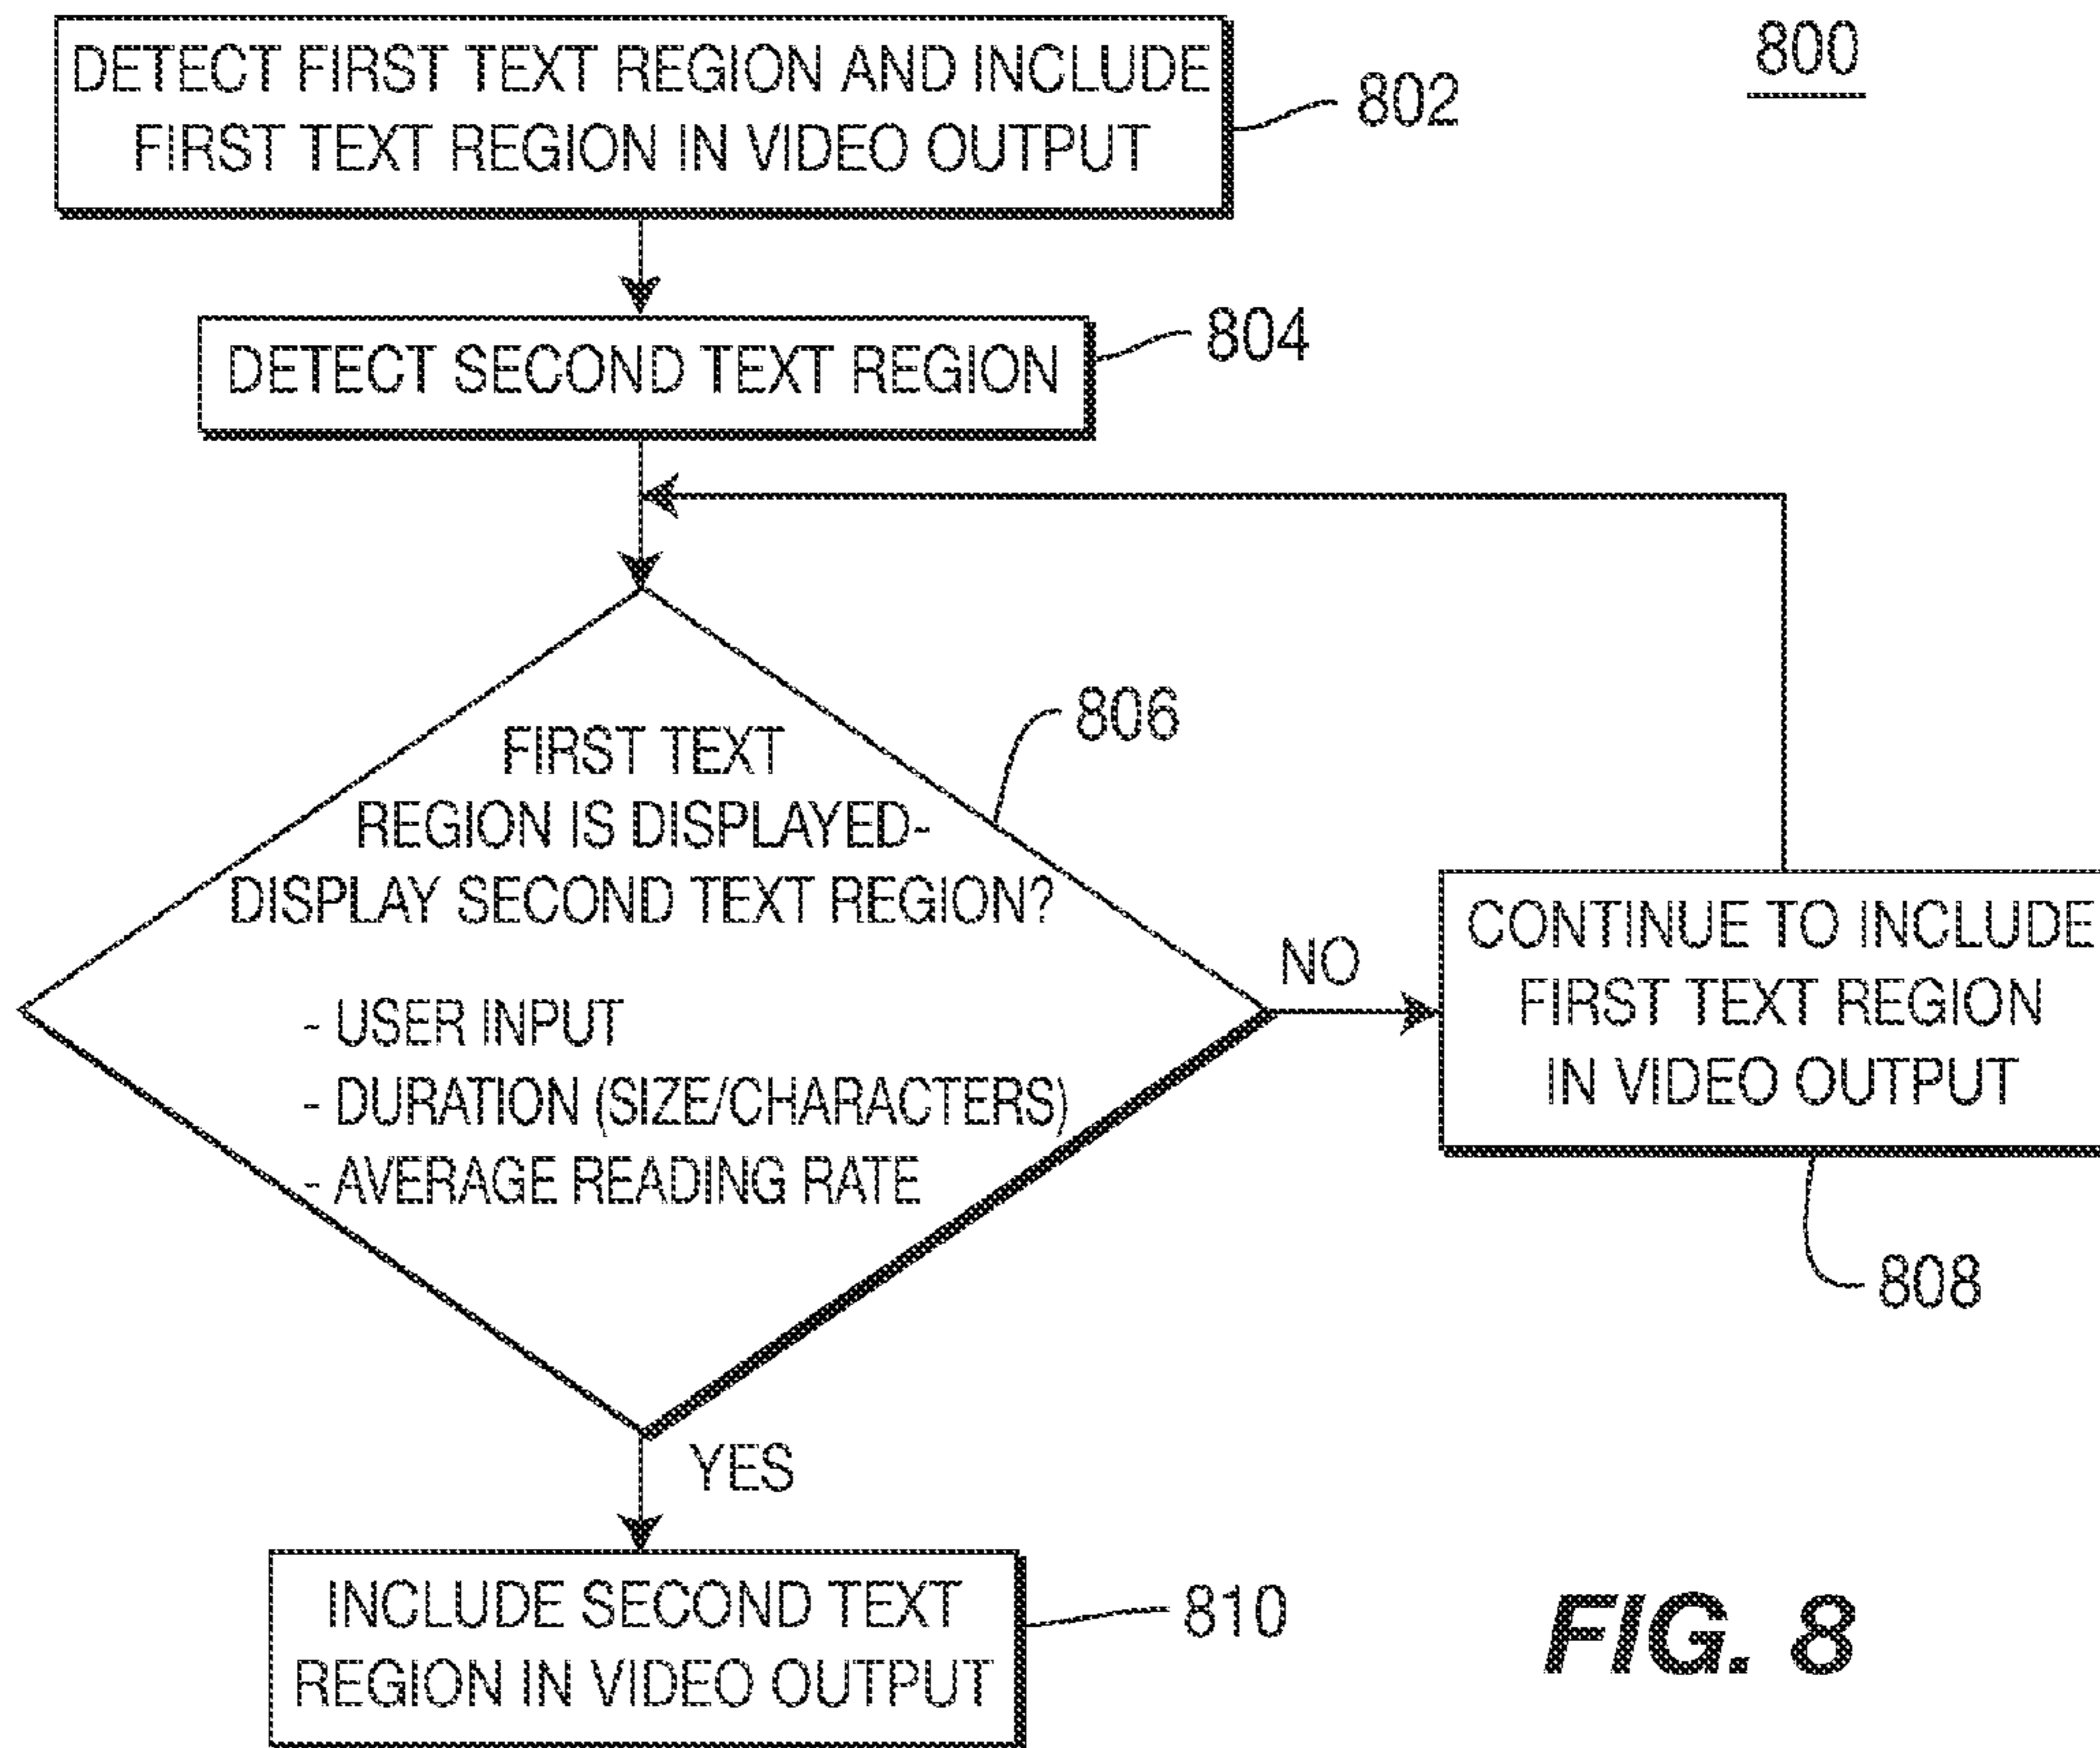 800
DETECT FIRST TEXT REGION AND INCLUDE
FIRST TEXT REGION IN VIDEO OUTPUT
802
DETECT SECOND TEXT REGION
804
FIRST TEXT
REGION IS DISPLAYED-
DISPLAY SECOND TEXT REGION?
- USER INPUT
- DURATION (SIZE/CHARACTERS)
- AVERAGE READING RATE
806
NO
CONTINUE TO INCLUDE
FIRST TEXT REGION
IN VIDEO OUTPUT
808
YES
INCLUDE SECOND TEXT
REGION IN VIDEO OUTPUT
810
FIG. 8